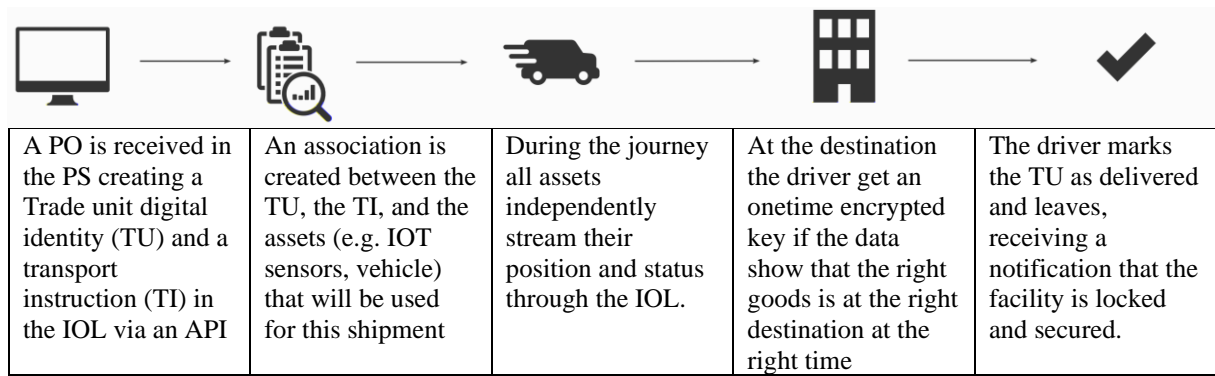 A PO is received in
the PS creating a
Trade unit digital
identity (TU) and a
transport
instruction (TI) in
the IOL via an API
An association is
created between the
TU, the TI, and the
assets (e.g. IOT
sensors, vehicle)
that will be used
for this shipment
During the journey
all assets
independently
stream their
position and status
through the IOL.
At the destination
the driver get an
onetime encrypted
key if the data
show that the right
goods is at the right
destination at the
right time
The driver marks
the TU as delivered
and leaves,
receiving a
notification that the
facility is locked
and secured.